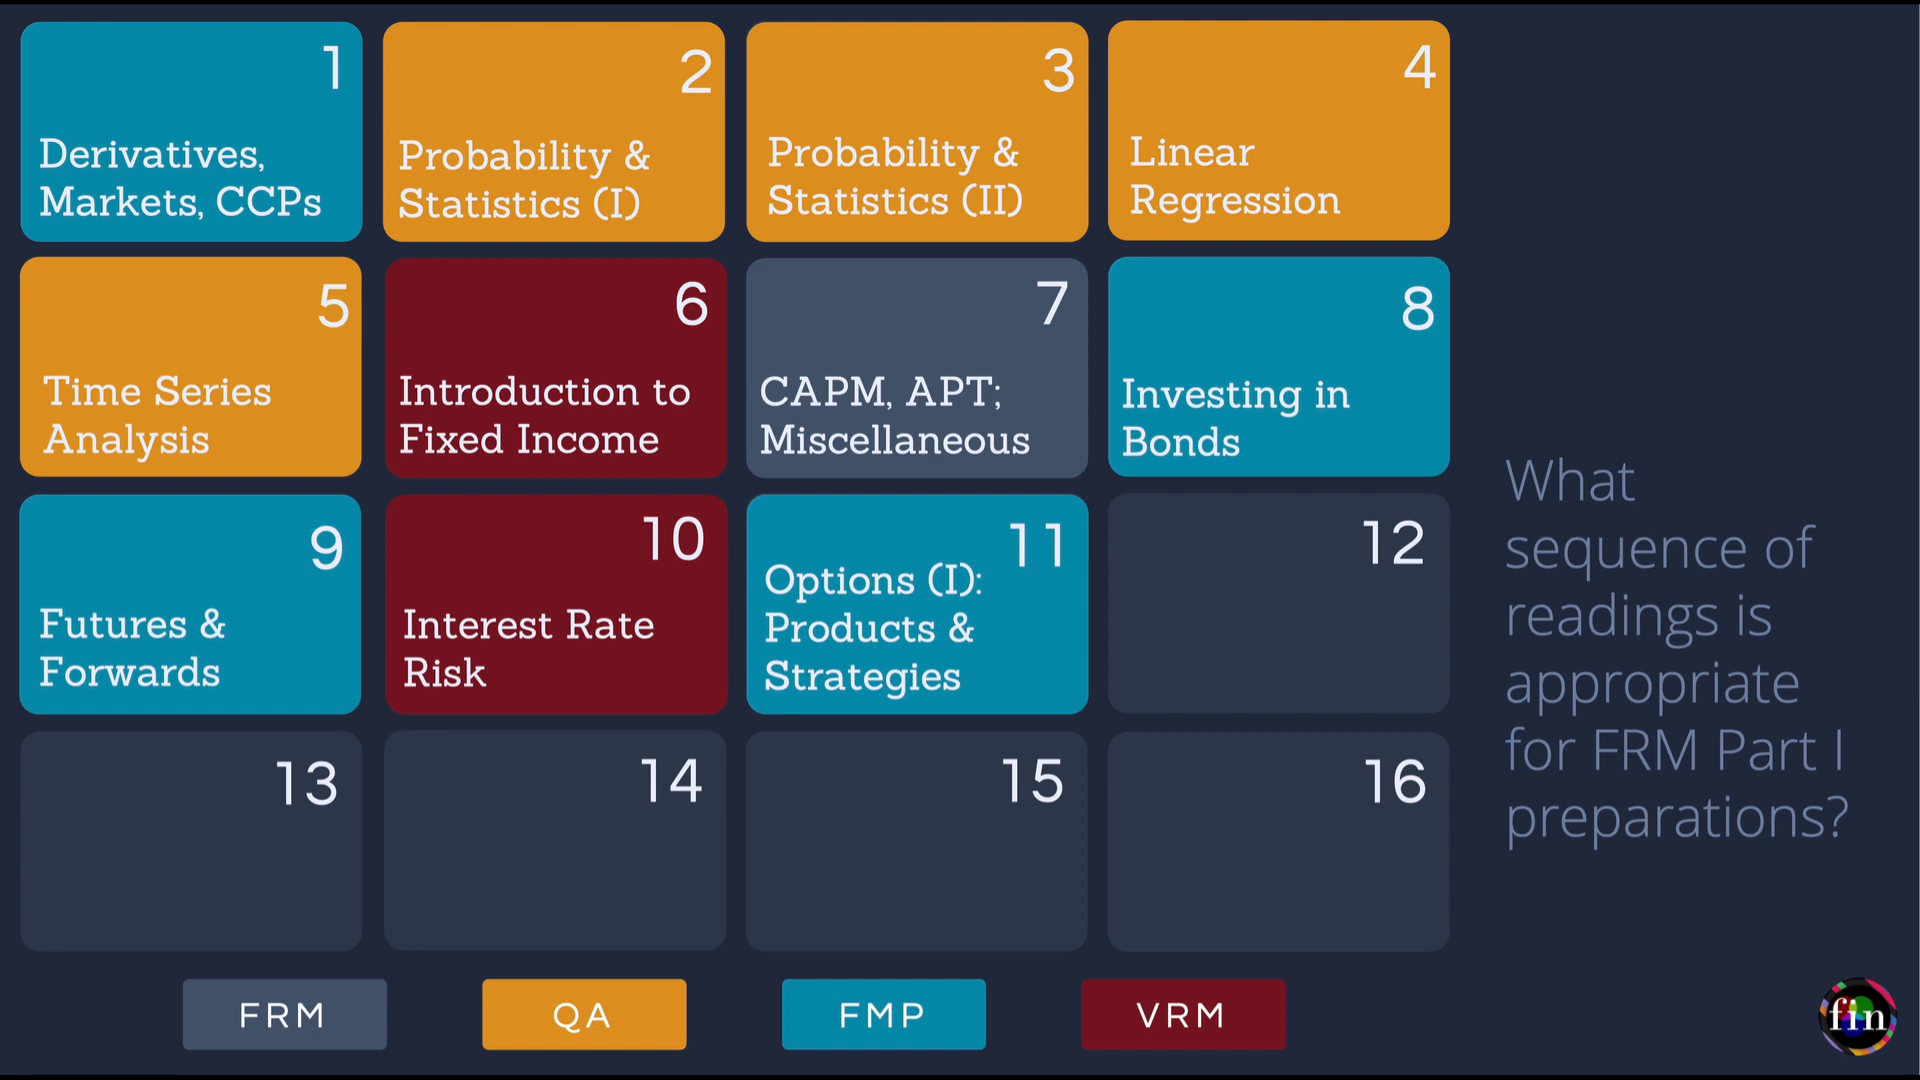 1
Derivatives,
Markets, CCPs
2
Probability &
Statistics (I)
3
Probability &
Statistics (II)
4
Linear
Regression
5
Time Series
Analysis
6
Introduction to
Fixed Income
7
CAPM, APT;
Miscellaneous
8
Investing in
Bonds
9
Futures &
Forwards
10
Interest Rate
Risk
11
Options (I):
Products &
Strategies
12
13
14
15
16
What
sequence of
readings is
appropriate
for FRM Part I
preparations?
FRM
QA
FMP
VRM
fin